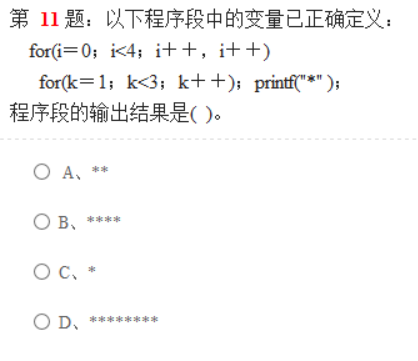 第 11 题：以下程序段中的变量已正确定义：
for(i＝0；i<4；i＋＋，i＋＋)
for(k＝1；k<3；k＋＋)；printf("*")；
程序段的输出结果是( )。
A、**
B、****
C、*
D、********